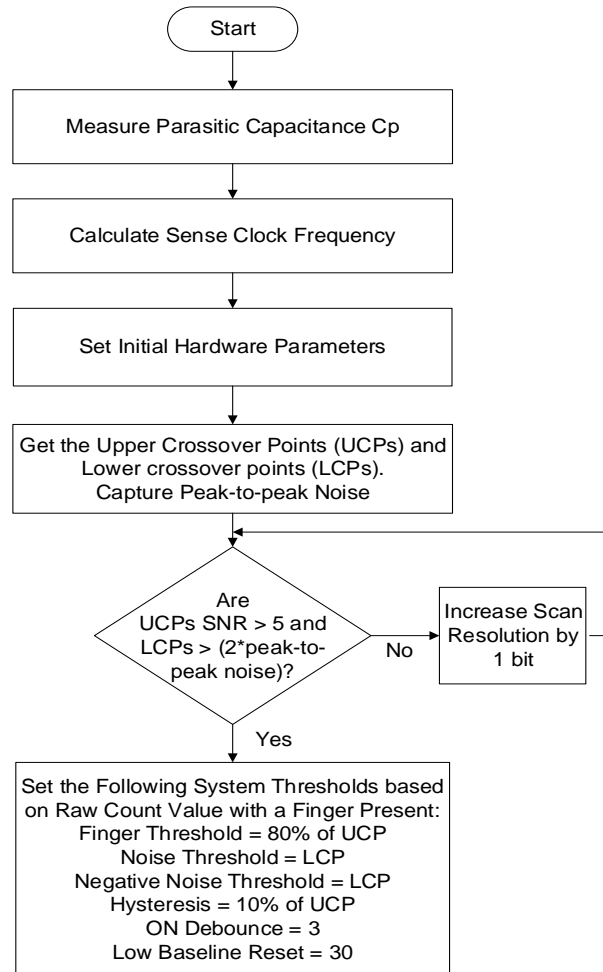 Start
Measure Parasitic Capacitance Cp
Calculate Sense Clock Frequency
Set Initial Hardware Parameters
Get the Upper Crossover Points (UCPs) and
Lower crossover points (LCPs).
Capture Peak-to-peak Noise
Are
UCPs SNR > 5 and
LCPs > (2*peak-to-
peak noise)?
No
Increase Scan
Resolution by
1 bit
Yes
Set the Following System Thresholds based
on Raw Count Value with a Finger Present:
Finger Threshold = 80% of UCP
Noise Threshold = LCP
Negative Noise Threshold = LCP
Hysteresis = 10% of UCP
ON Debounce = 3
Low Baseline Reset = 30